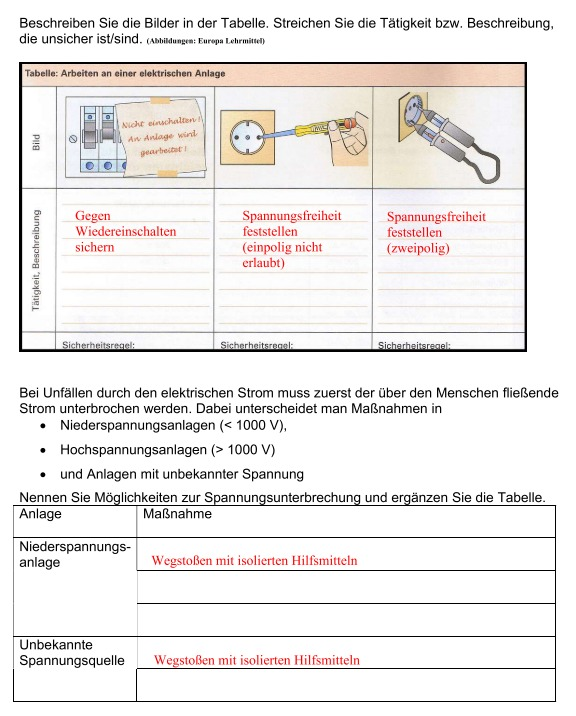 Beschreiben Sie die Bilder in der Tabelle. Streichen Sie die Tätigkeit bzw. Beschreibung,
die unsicher ist/sind. (Abbildungen: Europa Lehrmittel)
Tabelle: Arbeiten an einer elektrischen Anlage
Bild
Nicht einschalten!
An Anlage wird
gearbeitet!
Tätigkeit, Beschreibung
Gegen
Wiedereinschalten
sichern
Spannungsfreiheit
feststellen
(einpolig nicht
erlaubt)
Spannungsfreiheit
feststellen
(zweipolig)
Sicherheitsregel:
Sicherheitsregel:
Sicherheitsregel:
Bei Unfällen durch den elektrischen Strom muss zuerst der über den Menschen fließende
Strom unterbrochen werden. Dabei unterscheidet man Maßnahmen in
• Niederspannungsanlagen (< 1000 V),
• Hochspannungsanlagen (> 1000 V)
• und Anlagen mit unbekannter Spannung
Nennen Sie Möglichkeiten zur Spannungsunterbrechung und ergänzen Sie die Tabelle.
Anlage
Maßnahme
Niederspannungs-
anlage
Wegstoßen mit isolierten Hilfsmitteln
Unbekannte
Spannungsquelle
Wegstoßen mit isolierten Hilfsmitteln